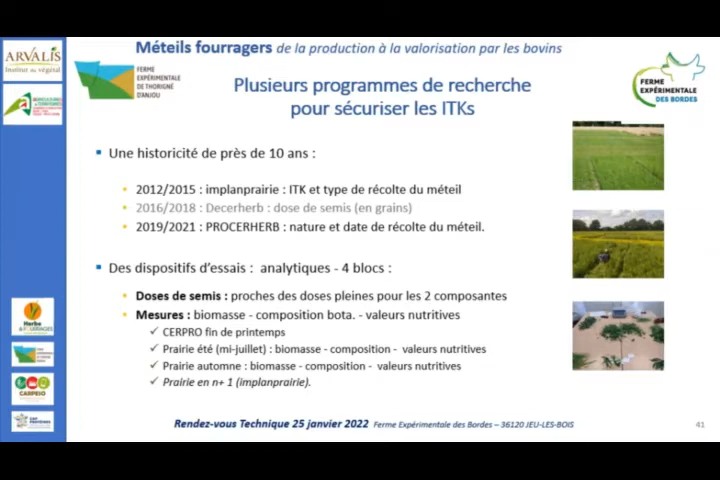 Méteils fourragers de la production à la valorisation par les bovins
ARVALIS
Institut du végétal
FERME
EXPÉRIMENTALE
DE THORIGNÉ
D'ANJOU
FERME
EXPÉRIMENTALE
DES BORDES
Plusieurs programmes de recherche
pour sécuriser les ITKs
Une historicité de près de 10 ans :
2012/2015 : implanprairie : ITK et type de récolte du méteil
2016/2018 : Decerherb : dose de semis (en grains)
2019/2021 : PROCERHERB : nature et date de récolte du méteil.
Des dispositifs d'essais : analytiques - 4 blocs :
Doses de semis : proches des doses pleines pour les 2 composantes
Mesures : biomasse - composition bota. - valeurs nutritives
✓ CERPRO fin de printemps
✓ Prairie été (mi-juillet) : biomasse - composition - valeurs nutritives
✓ Prairie automne : biomasse - composition - valeurs nutritives
✓ Prairie en n+ 1 (implanprairie).
Herbe
& FOURRAGES
Rendez-vous Technique 25 janvier 2022 Ferme Expérimentale des Bordes – 36120 JEU-LES-BOIS
41